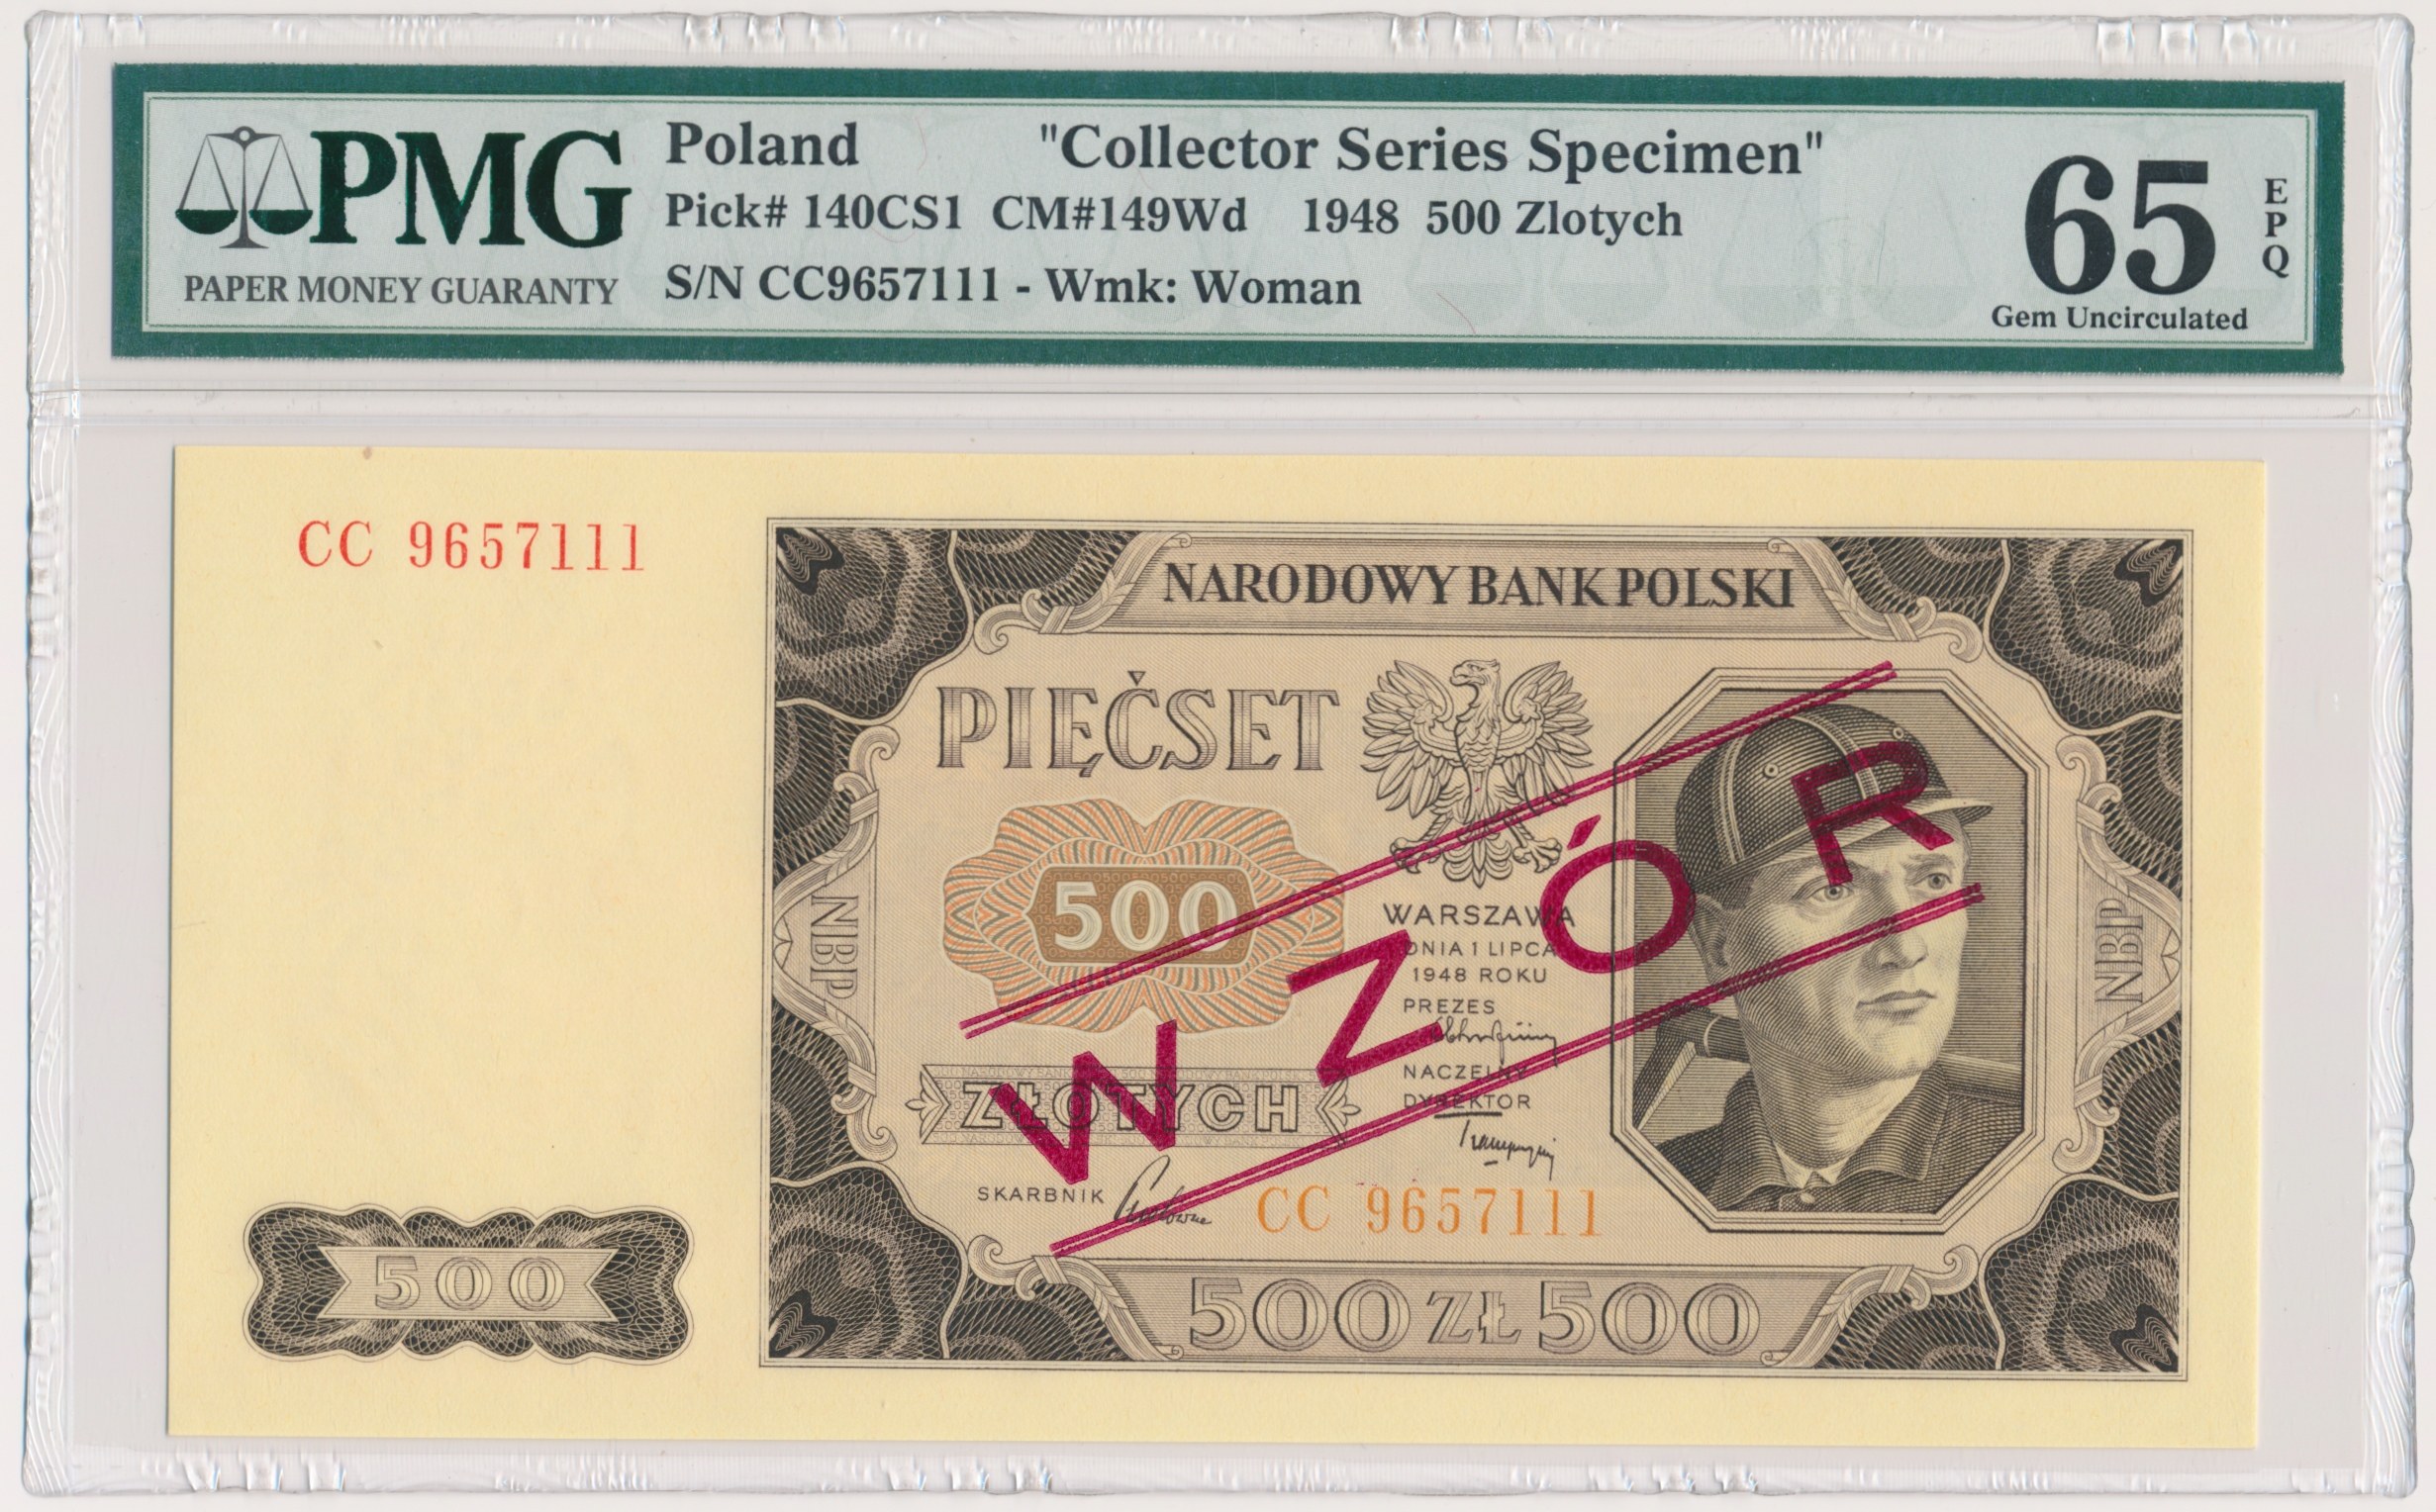 PMG
PAPER MONEY GUARANTY
Poland "Collector Series Specimen"
Pick# 140CS1 CM#149Wd 1948 500 Zlotych
S/N CC9657111 - Wmk: Woman
65
EPQ
Gem Uncirculated
CC 9657111
NARODOWY BANK POLSKI
PIĘĆSET
500
ZŁOTYCH
WARSZAWA
DNIA 1 LIPCA
1948 ROKU
PREZES
NACZELNY
DYREKTOR
SKARBNIK
CC 9657111
WZÓR
NBP
NBP
500
500 ZŁ 500